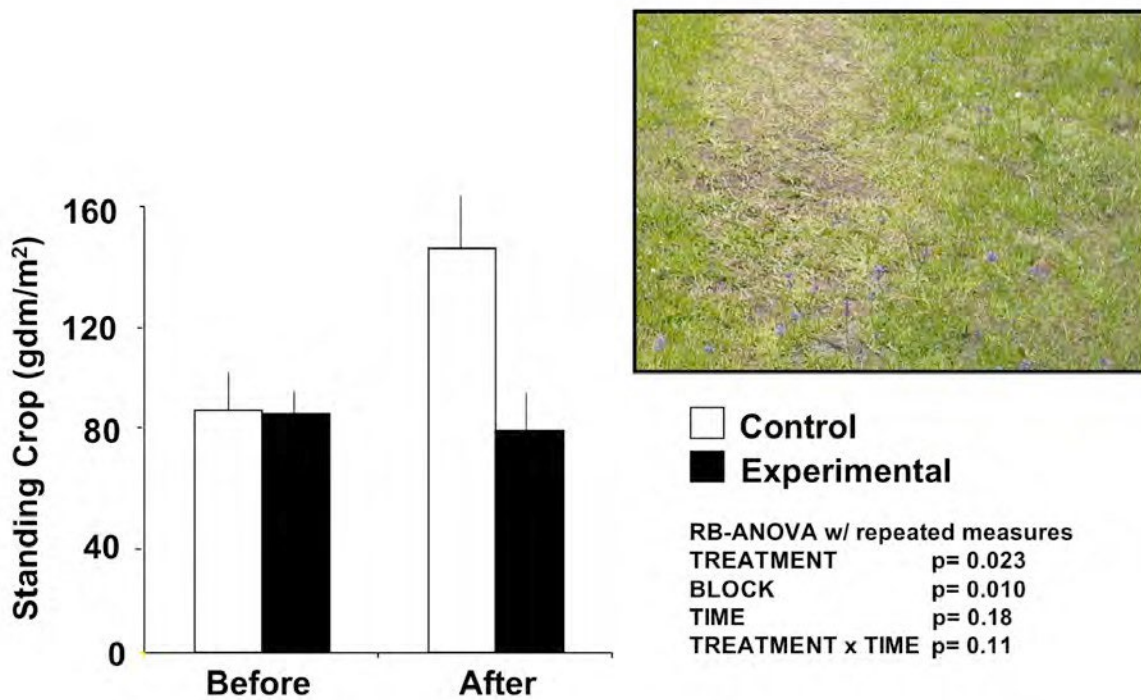 Standing Crop (gdm/m²)
160
120
80
40
0
Before After
Control
Experimental
RB-ANOVA w/ repeated measures
TREATMENT p= 0.023
BLOCK p= 0.010
TIME p= 0.18
TREATMENT x TIME p= 0.11